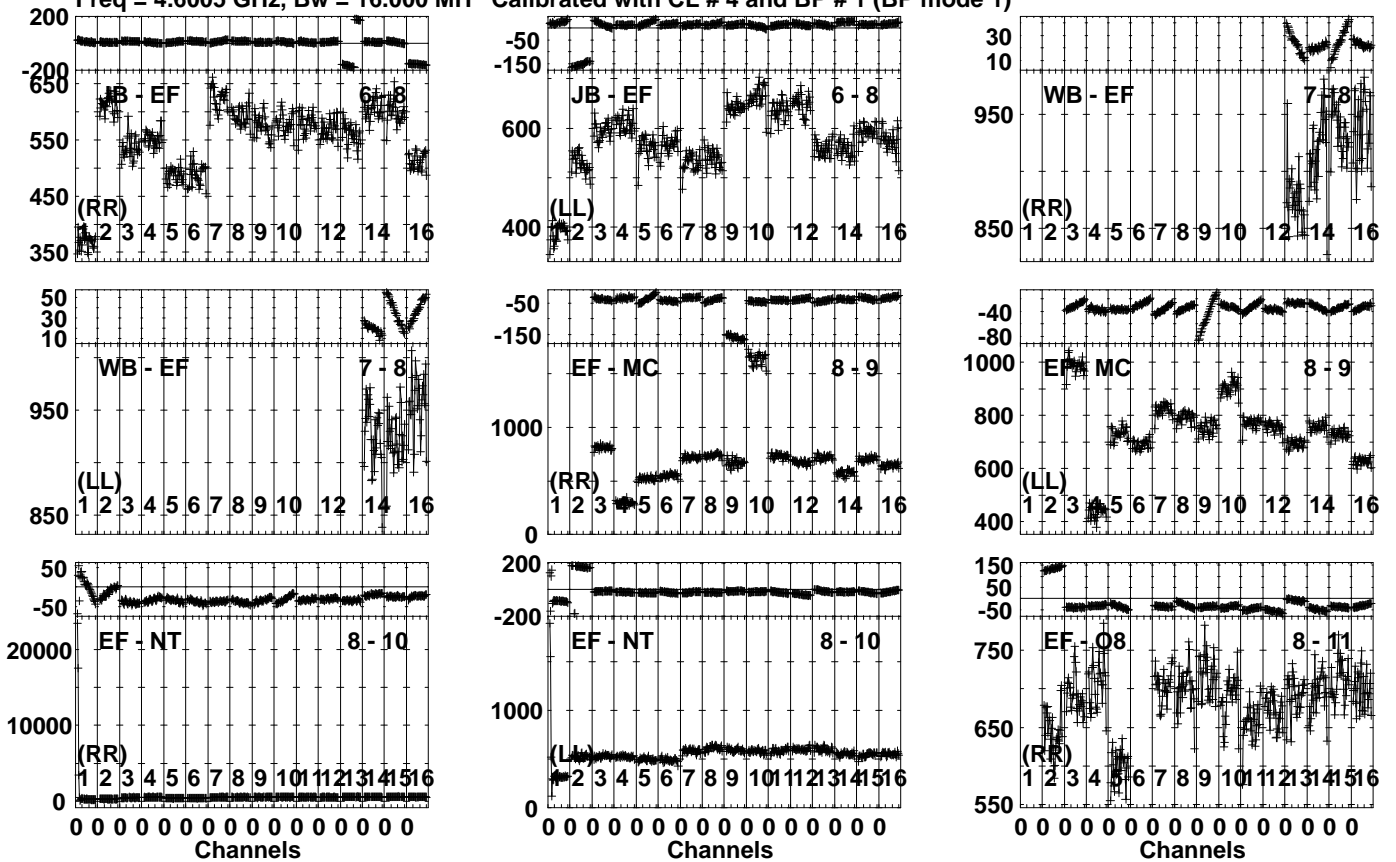 Freq = 4.6005 GHz, Bw = 16.000 MH Calibrated with CL # 4 and BP # 1 (BP mode 1)
200
-200
650
550
450
350
JB - EF 6 - 8
(RR)
1 2 3 4 5 6 7 8 9 10 12 14 16
-50
-150
600
400
JB - EF 6 - 8
(LL)
2 3 4 5 6 7 8 9 10 12 14 16
30
10
950
850
WB - EF 7 - 8
(RR)
1 2 3 4 5 6 7 8 9 10 12 14 16
50
30
10
950
850
WB - EF 7 - 8
(LL)
1 2 3 4 5 6 7 8 9 10 12 14 16
-50
-150
1000
0
EF - MC 8 - 9
(RR)
1 2 3 4 5 6 7 8 9 10 12 14 16
-40
-80
1000
800
600
400
EF - MC 8 - 9
(LL)
1 2 3 4 5 6 7 8 9 10 12 14 16
50
-50
20000
10000
0
EF - NT 8 - 10
(RR)
1 2 3 4 5 6 7 8 9 10 11 12 13 14 15 16
200
-200
1000
0
EF - NT 8 - 10
(LL)
1 2 3 4 5 6 7 8 9 10 11 12 13 14 15 16
150
50
-50
750
650
550
EF - O8 8 - 11
(RR)
1 2 3 4 5 6 7 8 9 10 11 12 13 14 15 16
0 0 0 0 0 0 0 0 0 0 0 0 0 0 0 0
0 0 0 0 0 0 0 0 0 0 0 0 0 0 0 0
0 0 0 0 0 0 0 0 0 0 0 0 0 0 0 0
Channels
Channels
Channels